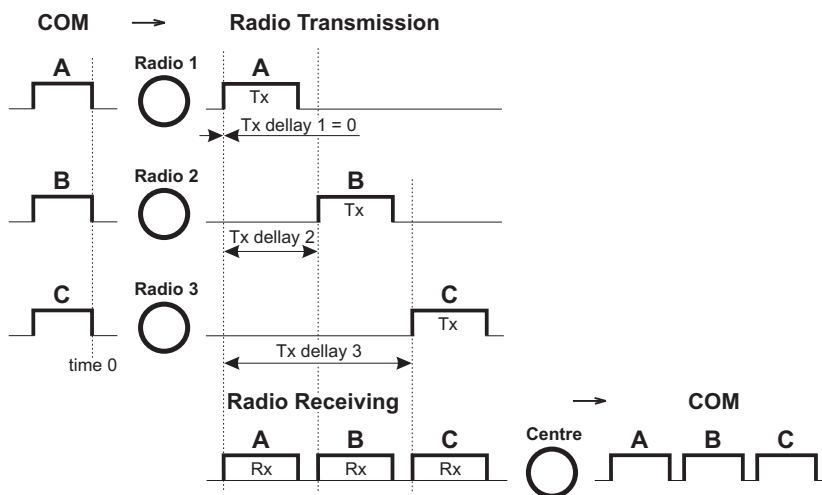 COM → Radio Transmission
A Radio 1 A
Tx
Tx dellay 1 = 0
B Radio 2 B
Tx
Tx dellay 2
C Radio 3 C
Tx
time 0 Tx dellay 3
Radio Receiving → COM
A B C Centre A B C
Rx Rx Rx